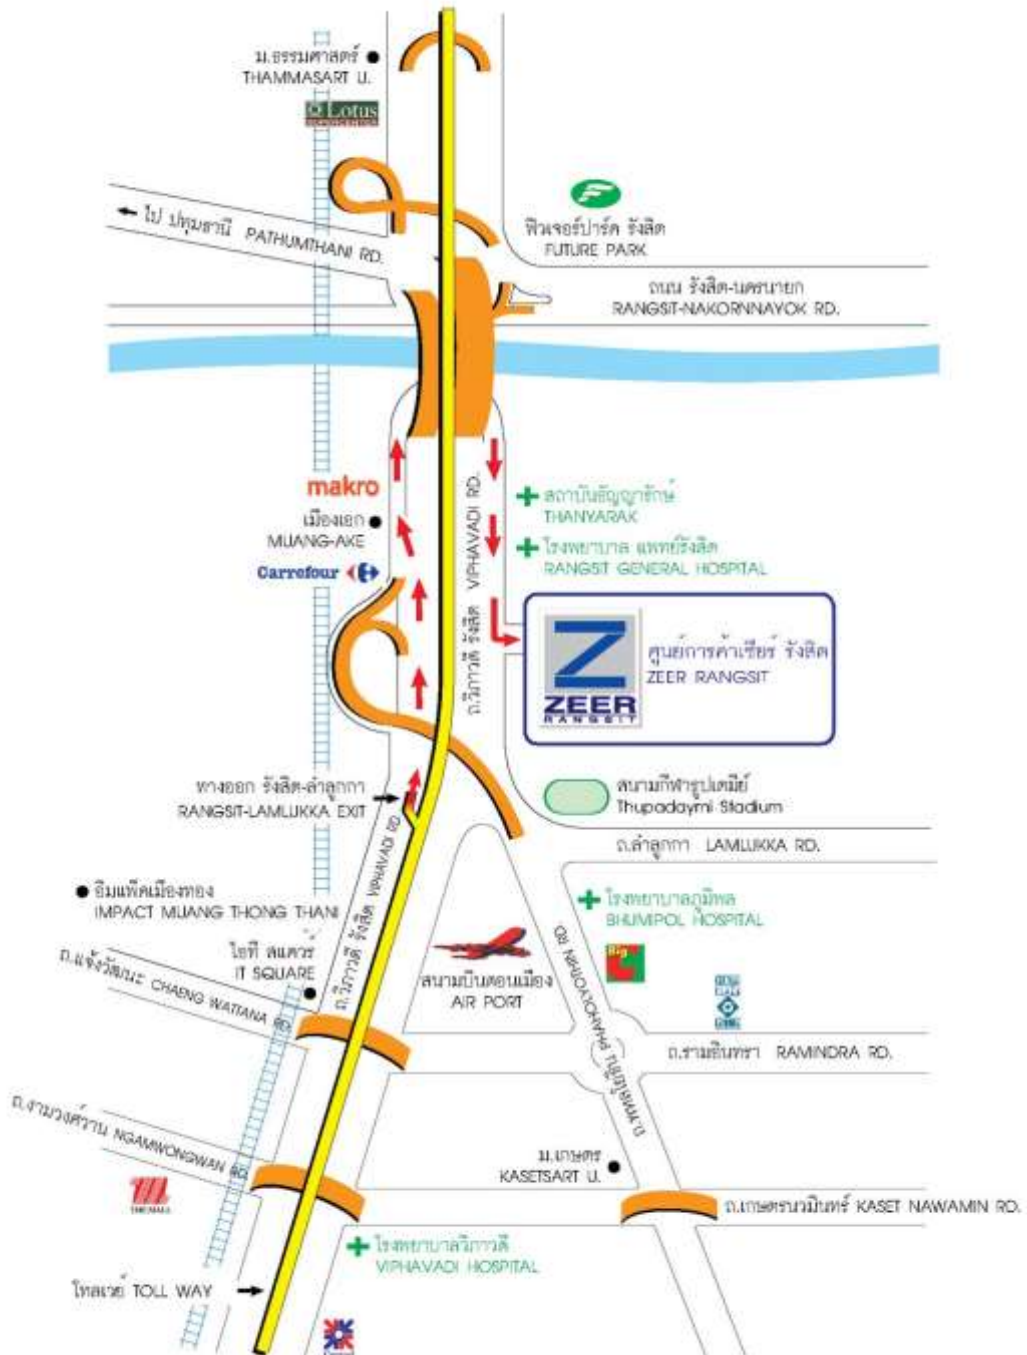 ม.ธรรมศาสตร์
THAMMASART U.
Lotus
ไป ปทุมธานี PATHUMTHANI RD.
ฟิวเจอร์ปาร์ค รังสิต
FUTURE PARK
ถนน รังสิต-นครนายก
RANGSIT-NAKORNNAYOK RD.
makro
เมืองเอก
MUANG-AKE
Carrefour
ถ.วิภาวดี รังสิต VIPHAVADI RD.
สถาบันธัญญารักษ์
THANYARAK
โรงพยาบาล แพทย์รังสิต
RANGSIT GENERAL HOSPITAL
Z
ZEER
RANGSIT
ศูนย์การค้าเซียร์ รังสิต
ZEER RANGSIT
ทางออก รังสิต-ลำลูกกา
RANGSIT-LAMLUKKA EXIT
สนามกีฬารูปเตมีย์
Thupadaymi Stadium
ถ.ลำลูกกา LAMLUKKA RD.
ถ.วิภาวดี รังสิต VIPHAVADI RD.
อิมแพ็คเมืองทอง
IMPACT MUANG THONG THANI
โรงพยาบาลภูมิพล
BHUMIPOL HOSPITAL
Big
ไอที สแควร์
IT SQUARE
สนามบินดอนเมือง
AIR PORT
ถ.แจ้งวัฒนะ CHAENG WATTANA RD.
ถ.พหลโยธิน PHAHOLYOTHIN RD.
ถ.รามอินทรา RAMINDRA RD.
ถ.งามวงศ์วาน NGAMWONGWAN RD.
ม.เกษตร
KASETSART U.
THE MALL
ถ.เกษตรนวมินทร์ KASET NAWAMIN RD.
โรงพยาบาลวิภาวดี
VIPHAVADI HOSPITAL
โทลเวย์ TOLL WAY